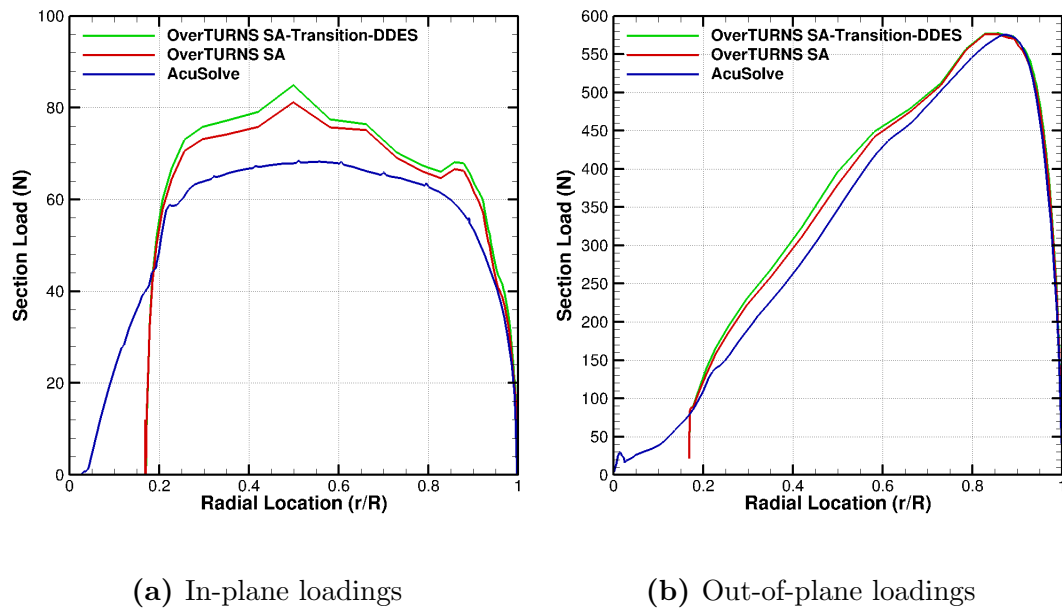 100
80
60
40
20
0
Section Load (N)
OverTURNS SA-Transition-DDES
OverTURNS SA
AcuSolve
0 0.2 0.4 0.6 0.8 1
Radial Location (r/R)
(a) In-plane loadings
600
550
500
450
400
350
300
250
200
150
100
50
0
Section Load (N)
OverTURNS SA-Transition-DDES
OverTURNS SA
AcuSolve
0 0.2 0.4 0.6 0.8 1
Radial Location (r/R)
(b) Out-of-plane loadings